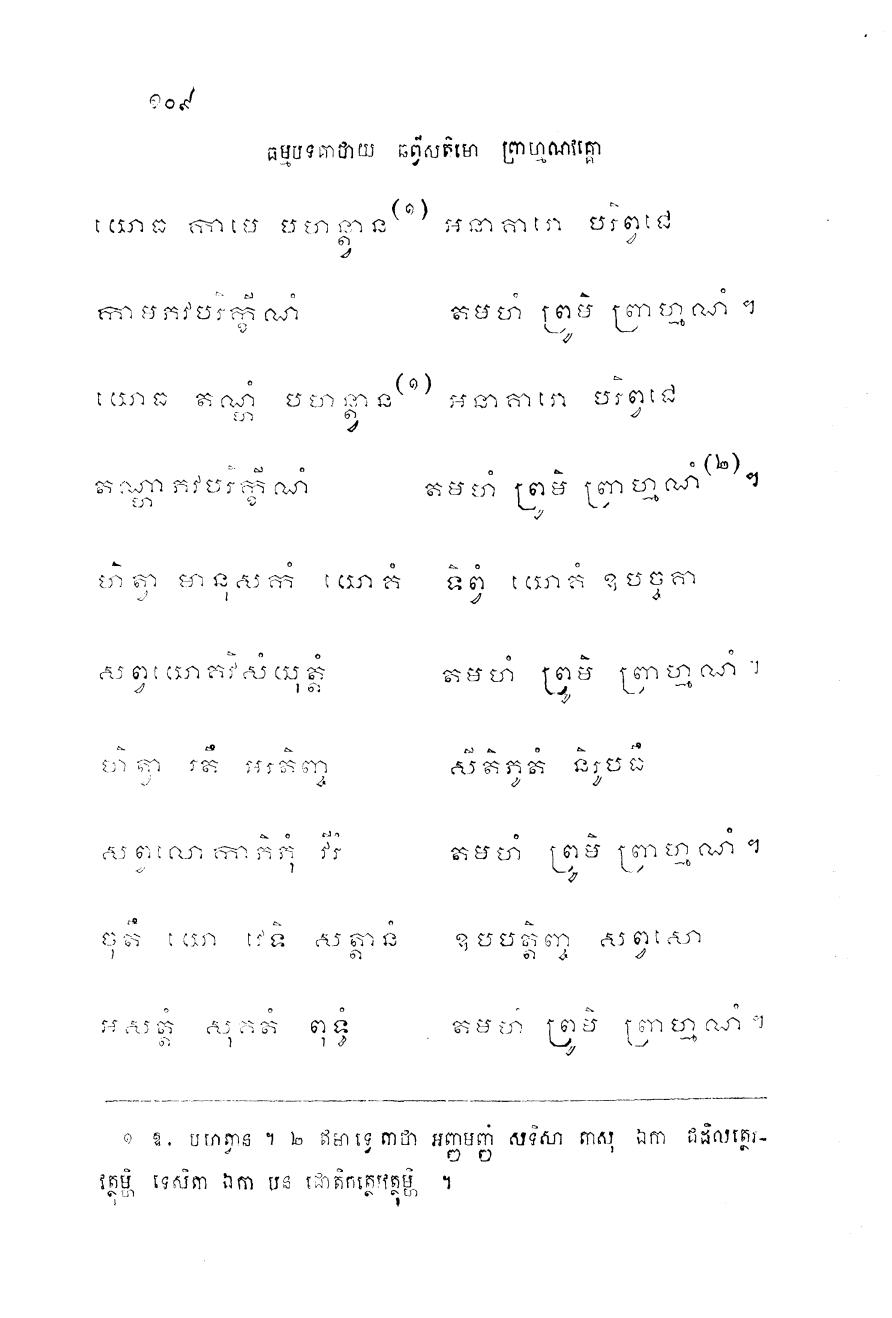 ១០៩
ធម្មបទគាថាយ ឆព្វីសតិមោ ព្រាហ្មណវគ្គោ
យោធ កាមេ បហន្ត្វាន(១) អនាគារោ បរិព្វជេ
កាមភវបរិក្ខីណំ តមហំ ព្រូមិ ព្រាហ្មណំ ។
យោធ តណ្ហំ បហន្ត្វាន(១) អនាគារោ បរិព្វជេ
តណ្ហាភវបរិក្ខីណំ តមហំ ព្រូមិ ព្រាហ្មណំ(២) ។
ហិត្វា មានុសកំ យោគំ ទិព្វំ យោគំ ឧបច្ចគា
សព្វយោគវិសំយុត្តំ តមហំ ព្រូមិ ព្រាហ្មណំ ។
ហិត្វា រតឹ អរតិញ្ច សីតិភូតំ និរូបធឹ
សព្វលោកាភិភុំ វីរំ តមហំ ព្រូមិ ព្រាហ្មណំ ។
ចុតឹ យោ វេទិ សត្តានំ ឧបបត្តិញ្ច សព្វសោ
អសត្តំ សុគតំ ពុទ្ធំ តមហំ ព្រូមិ ព្រាហ្មណំ ។
១ ឱ. បហត្វាន ។ ២ ឥមា ទ្វេ គាថា អញ្ញមញ្ញំ សទិសា តាសុ ឯកា ជដិលត្ថេរ-
វត្ថុម្ហិ ទេសិតា ឯកា បន ជោតិកត្ថេរវត្ថុម្ហិ ។